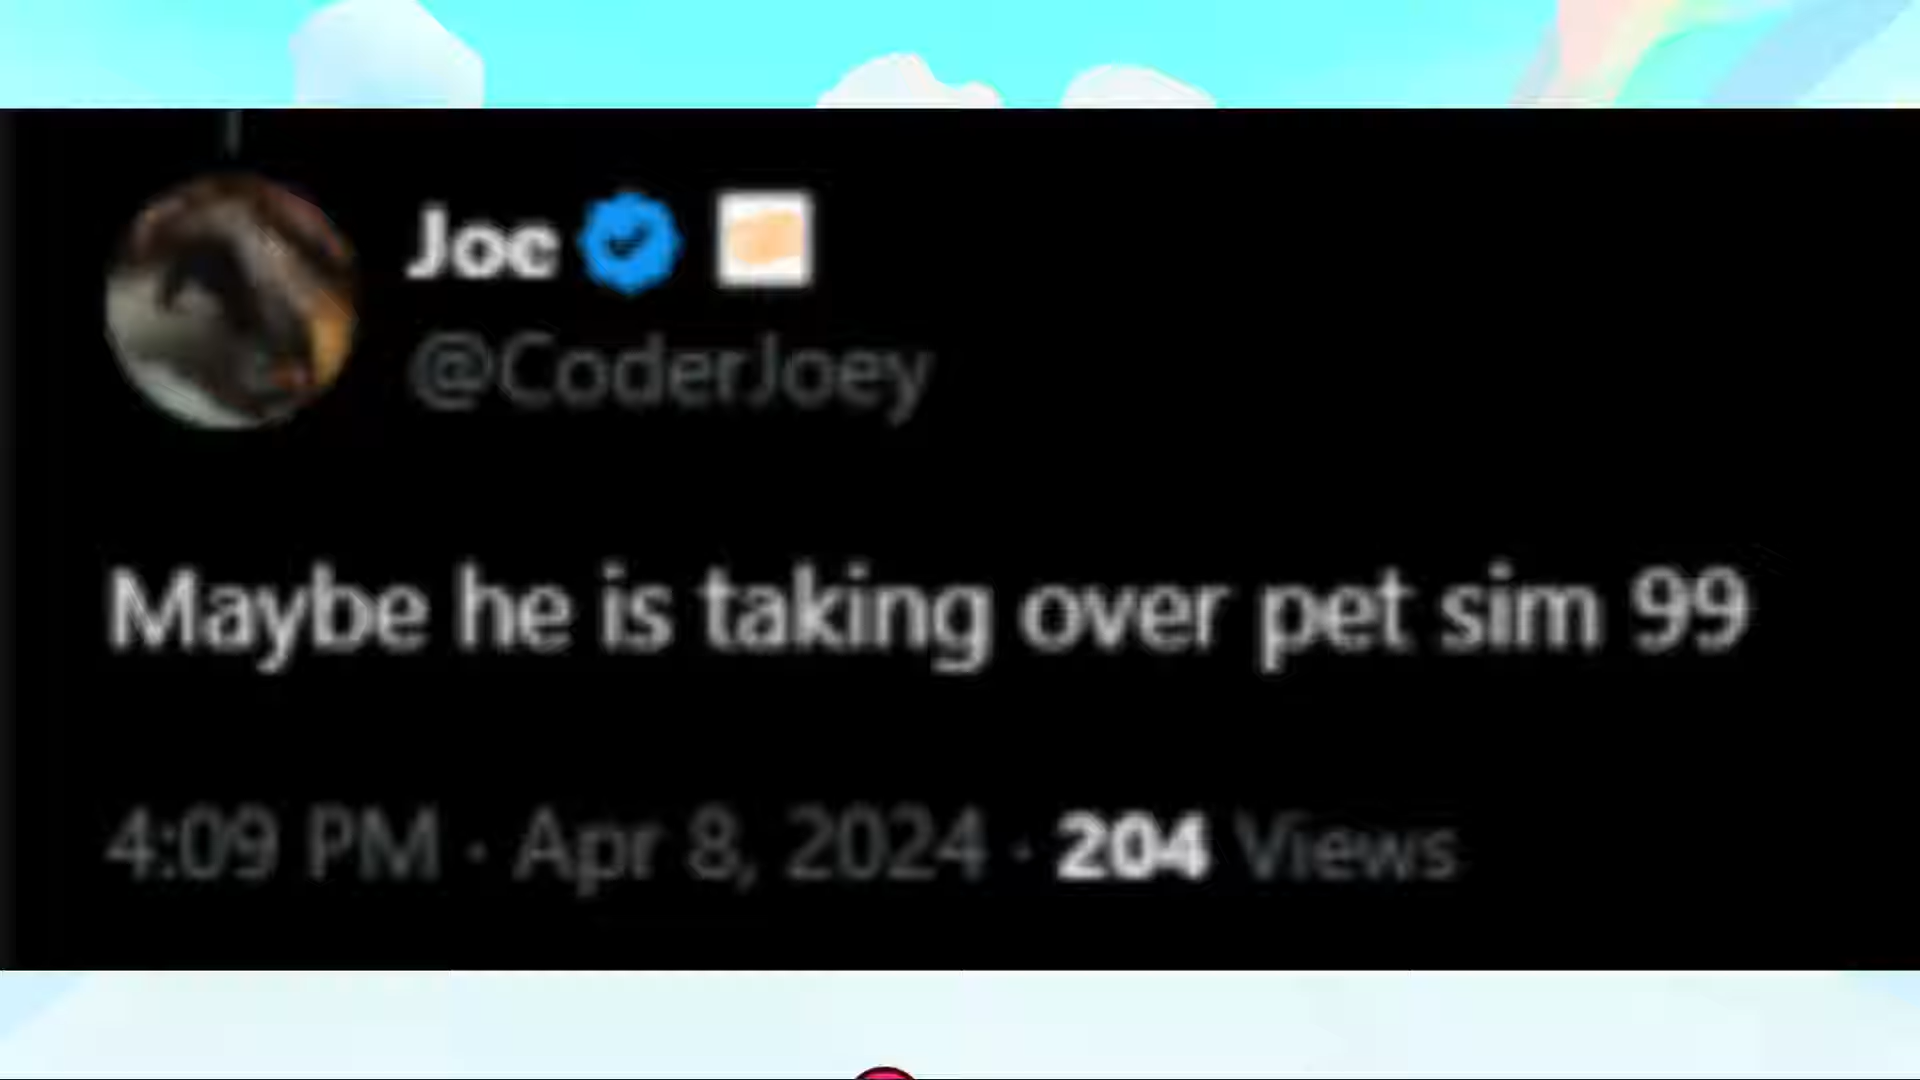 Joe
@CoderJoey
Maybe he is taking over pet sim 99
4:09 PM · Apr 8, 2024 · 204 Views